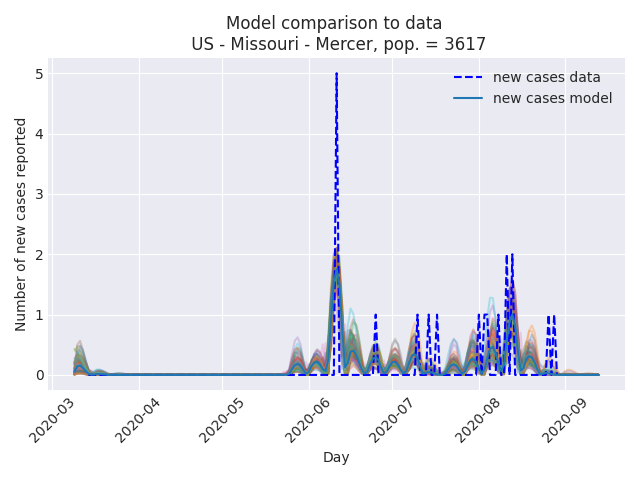 Model comparison to data
US - Missouri - Mercer, pop. = 3617
new cases data
new cases model
Number of new cases reported
5
4
3
2
1
0
2020-03
2020-04
2020-05
2020-06
2020-07
2020-08
2020-09
Day